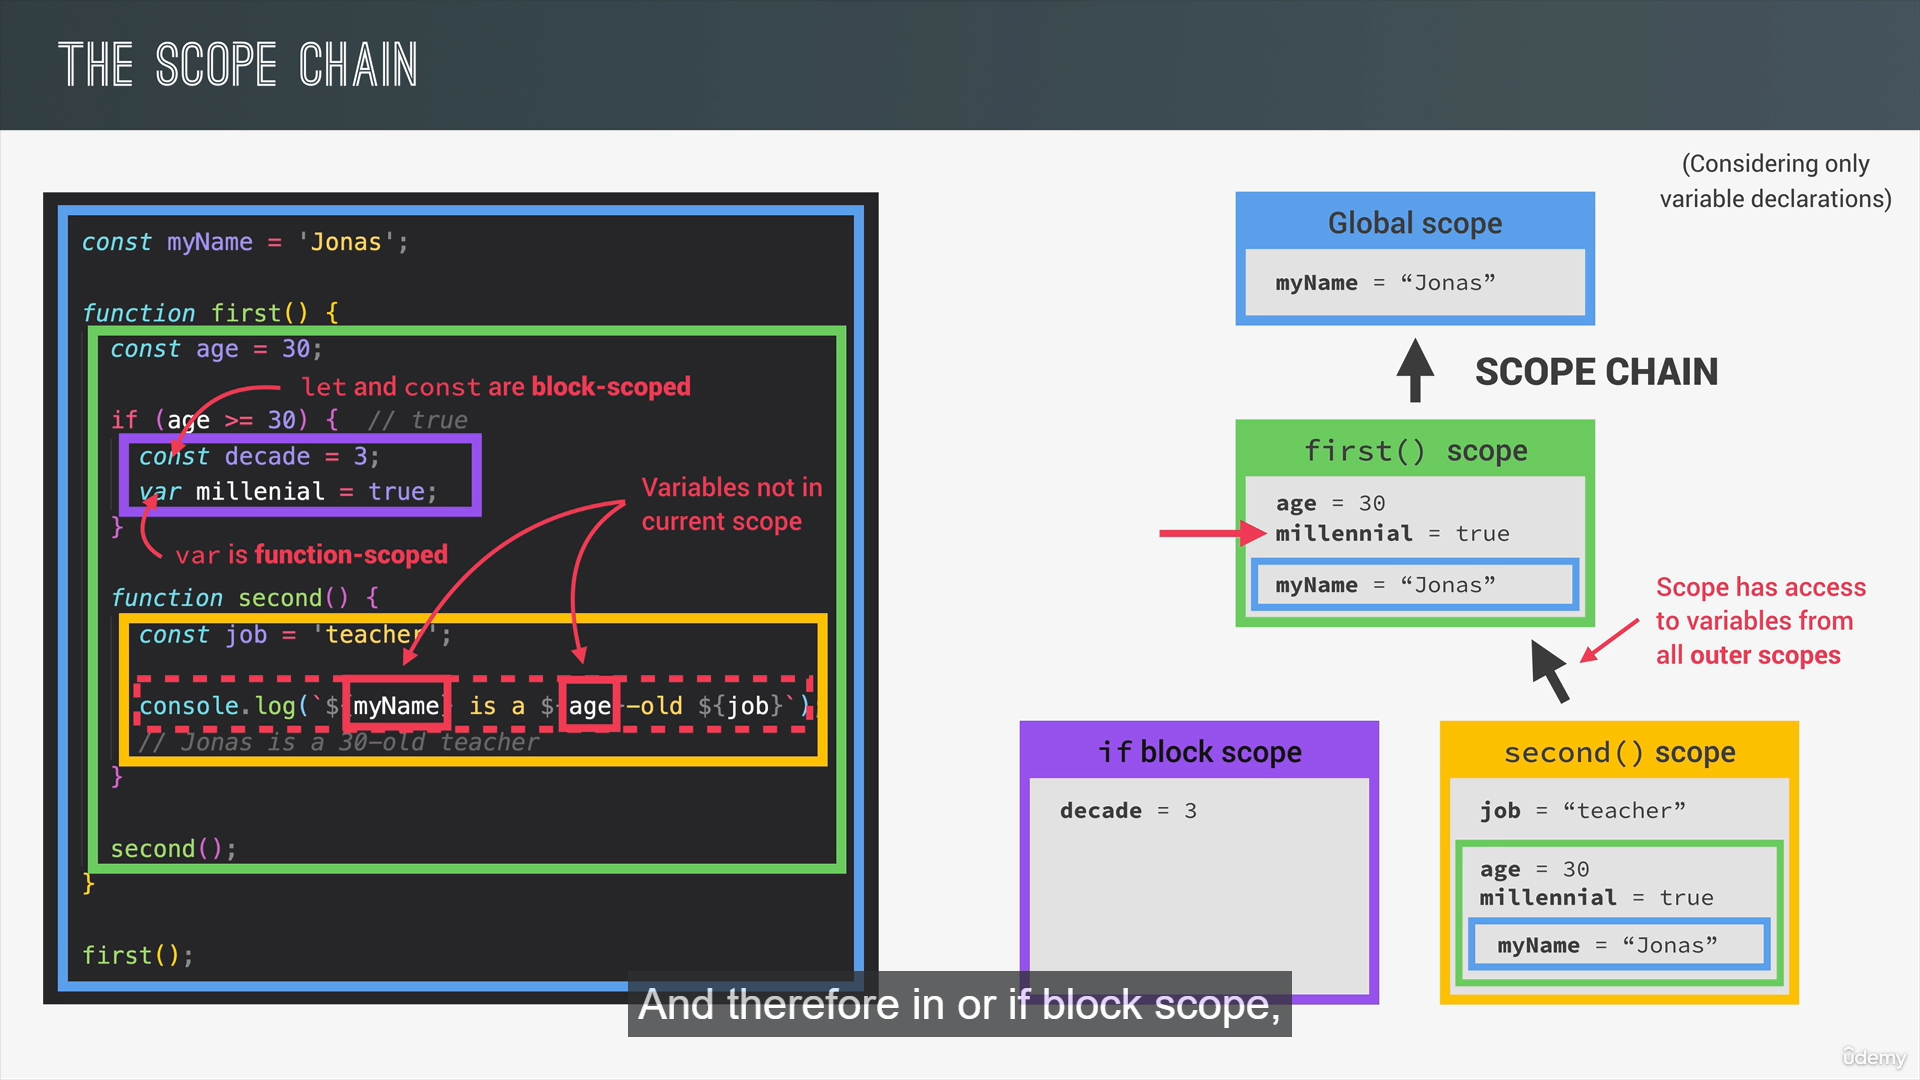 THE SCOPE CHAIN
(Considering only
variable declarations)
const myName = 'Jonas';
function first() {
const age = 30;
let and const are block-scoped
if (age >= 30) { // true
const decade = 3;
var millenial = true;
}
var is function-scoped
Variables not in
current scope
function second() {
const job = 'teacher';
console.log(`${myName} is a ${age}-old ${job}`);
// Jonas is a 30-old teacher
}
second();
}
first();
Global scope
myName = “Jonas”
SCOPE CHAIN
first() scope
age = 30
millennial = true
myName = “Jonas”
Scope has access
to variables from
all outer scopes
if block scope
decade = 3
second() scope
job = “teacher”
age = 30
millennial = true
myName = “Jonas”
And therefore in or if block scope,
ûdemy